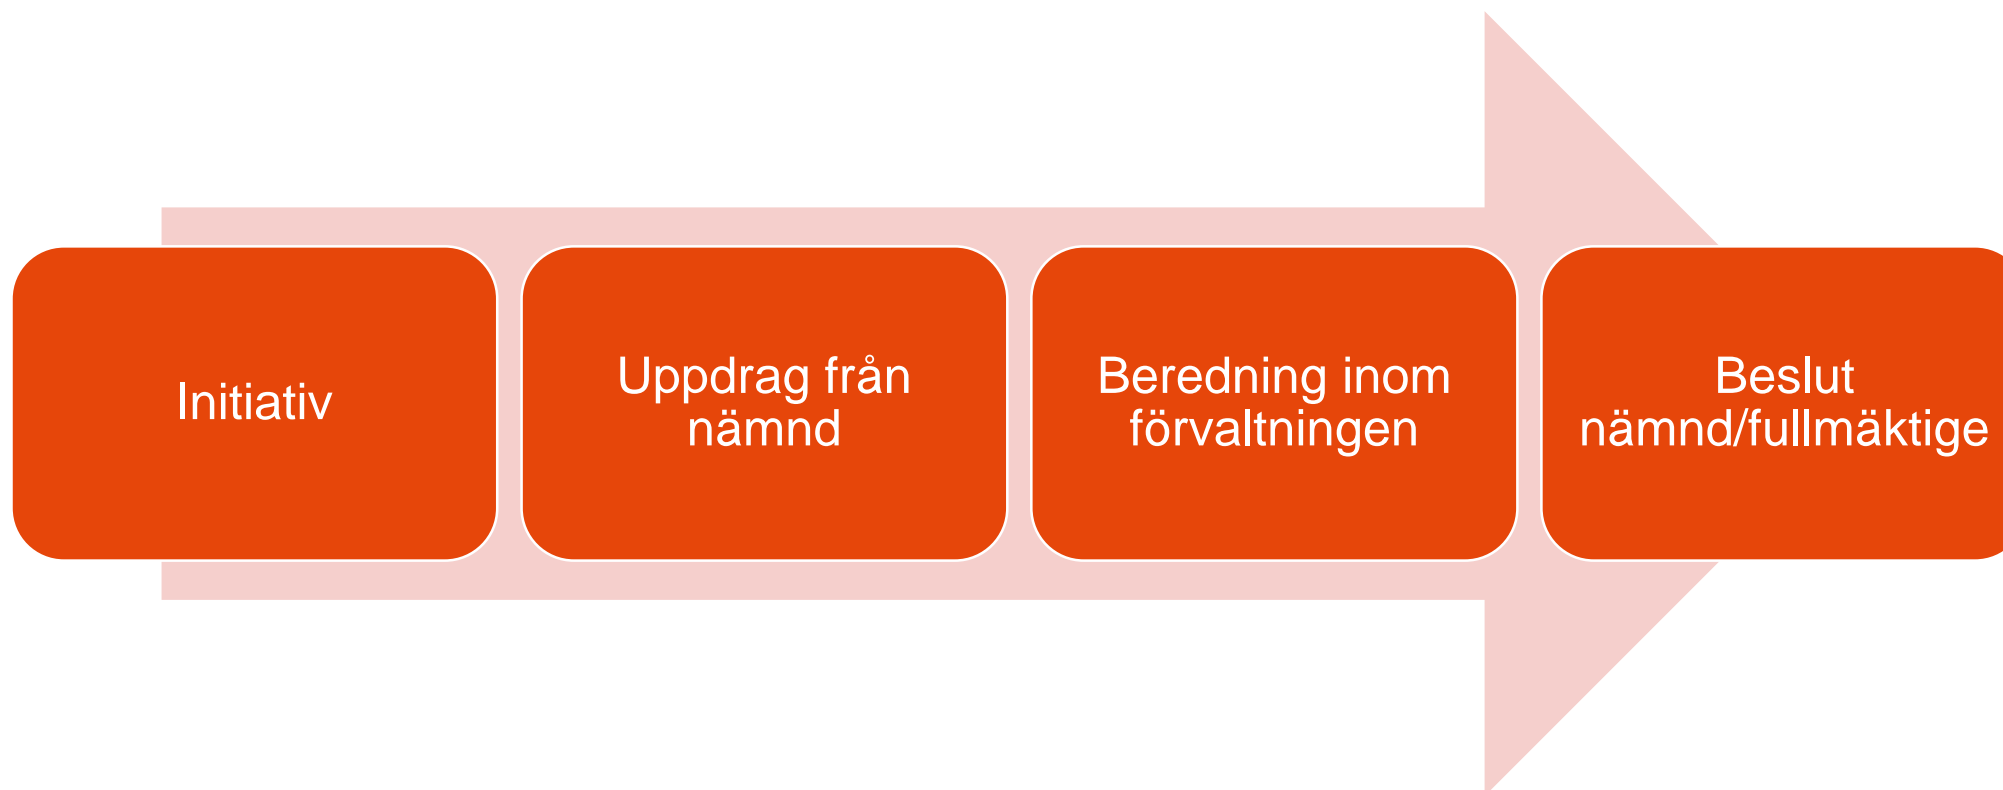 Initiativ
Uppdrag från
nämnd
Beredning inom
förvaltningen
Beslut
nämnd/fullmäktige